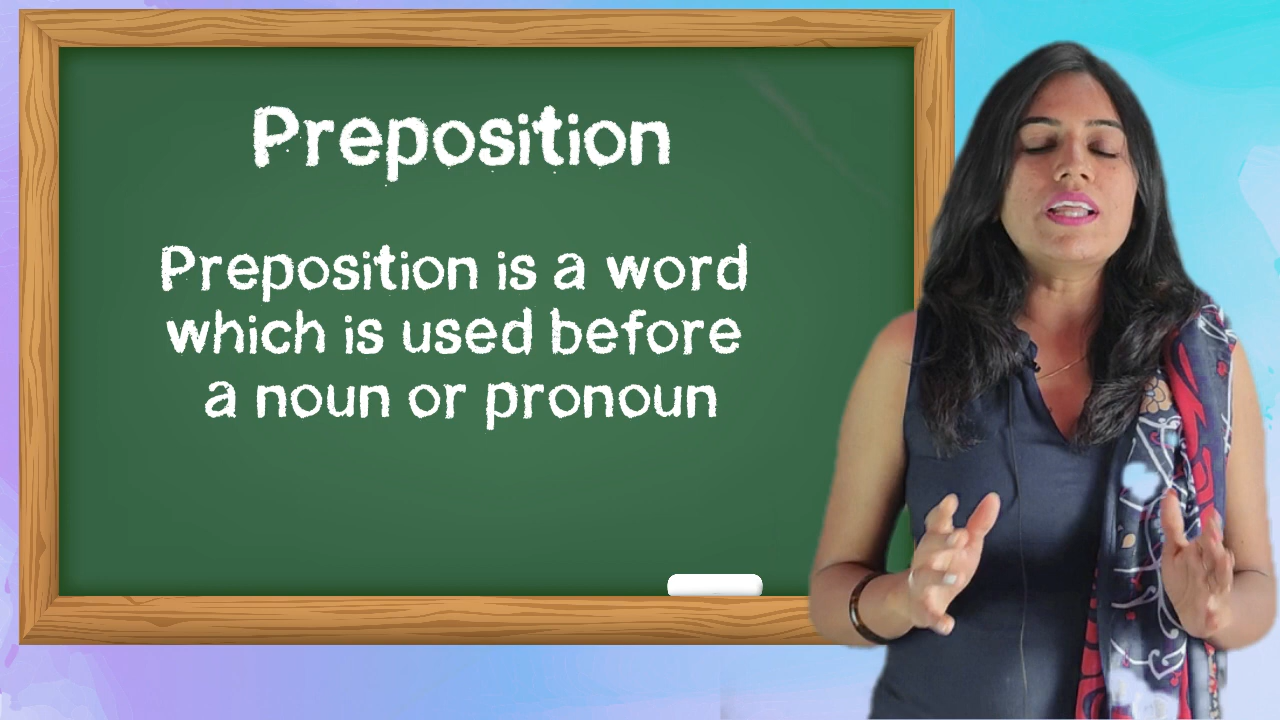 Preposition
Preposition is a word
which is used before
a noun or pronoun